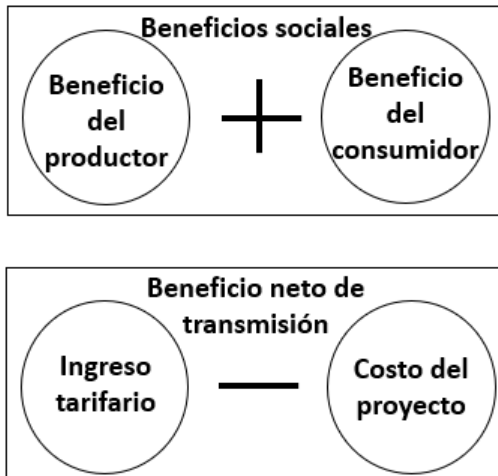 Beneficios sociales
Beneficio
del
productor
Beneficio
del
consumidor
Beneficio neto de
transmisión
Ingreso
tarifario
Costo del
proyecto